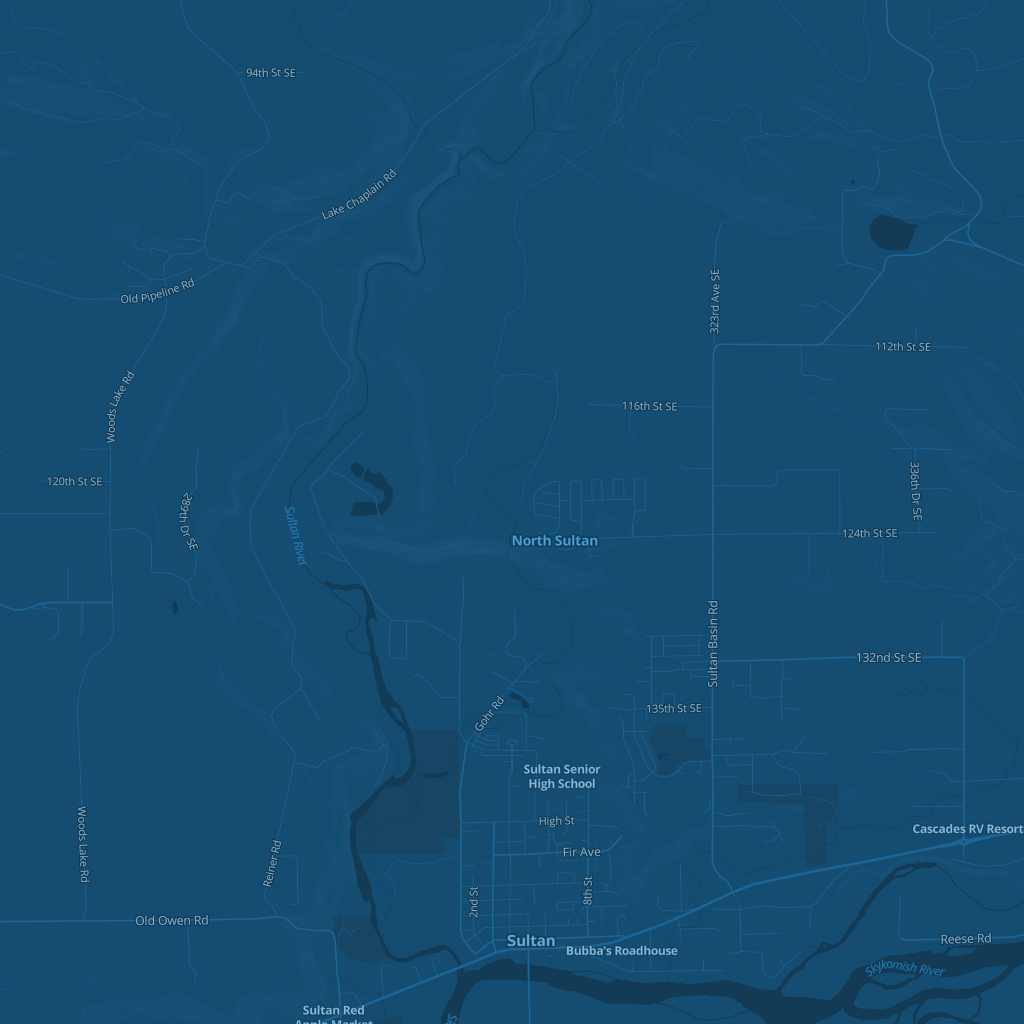 94th St SE
Lake Chaplain Rd
Old Pipeline Rd
323rd Ave SE
112th St SE
Woods Lake Rd
116th St SE
120th St SE
289th Dr SE
336th Dr SE
Sultan River
North Sultan
124th St SE
Sultan Basin Rd
132nd St SE
135th St SE
Gohr Rd
Sultan Senior
High School
High St
Cascades RV Resort
Woods Lake Rd
Reiner Rd
Fir Ave
2nd St
8th St
Old Owen Rd
Sultan
Bubba's Roadhouse
Reese Rd
Skykomish River
Sultan Red
Apple Market